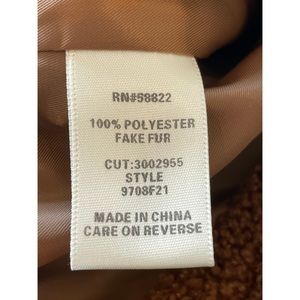 RN#58822
100% POLYESTER
FAKE FUR
CUT:3002955
STYLE
9708F21
MADE IN CHINA
CARE ON REVERSE